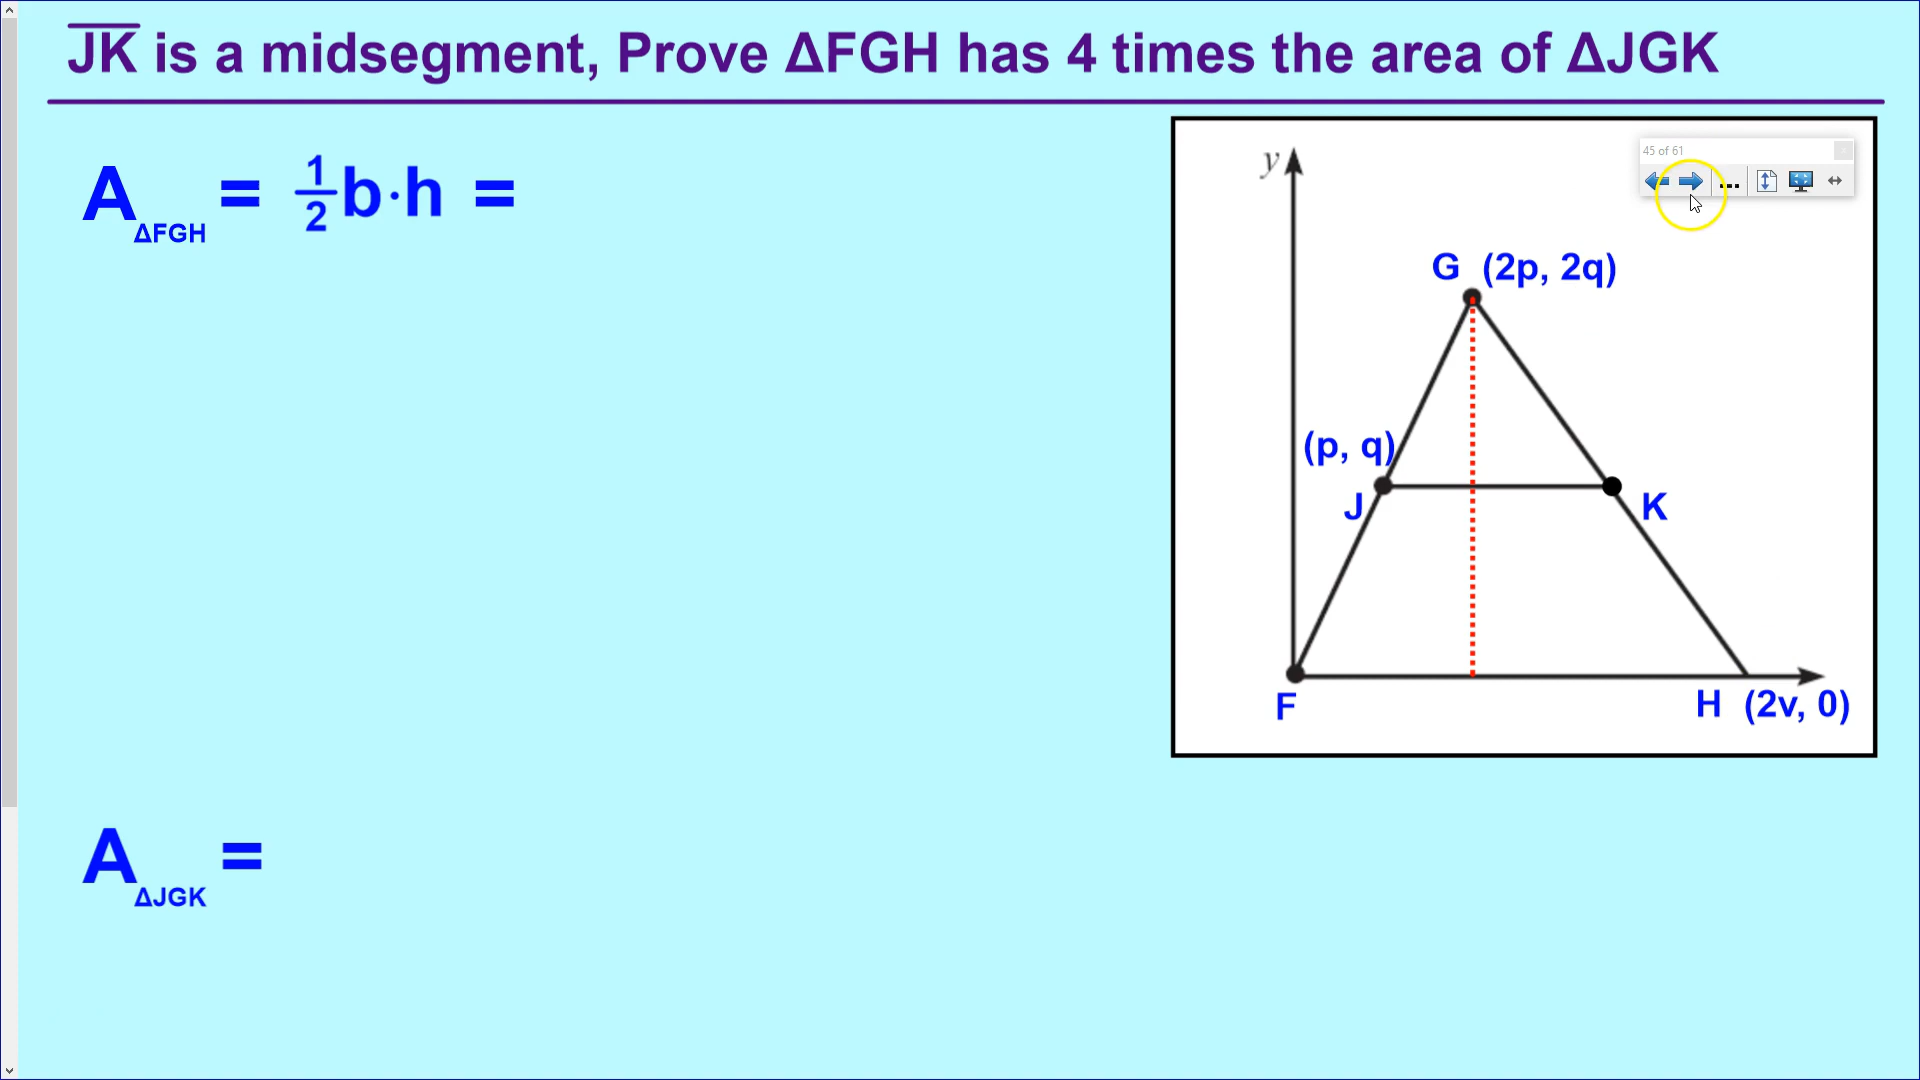 JK is a midsegment, Prove ΔFGH has 4 times the area of ΔJGK
A ΔFGH = 1/2 b·h =
y
45 of 61
G (2p, 2q)
(p, q)
J
K
F
H (2v, 0)
A ΔJGK =